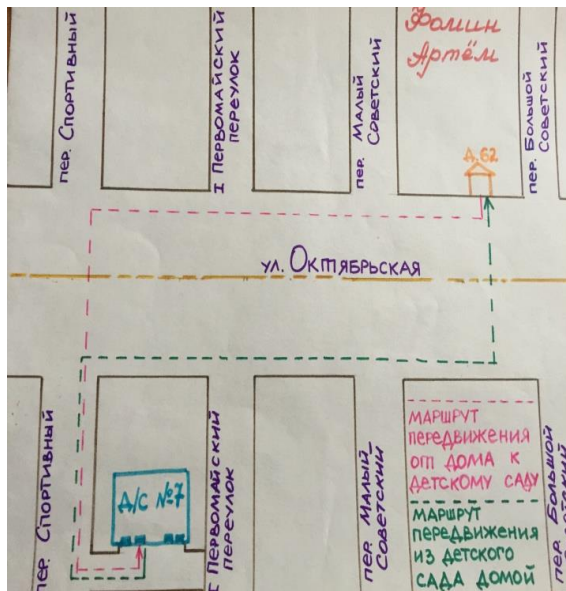 пер. Спортивный
I Первомайский
переулок
пер. Малый
Советский
Фомин
Артём
пер. Большой
Советский
Д.62
ул. Октябрьская
пер. Спортивный
Д/С №7
I Первомайский
переулок
пер. Малый
Советский
МАРШРУТ
ПЕРЕДВИЖЕНИЯ
ОТ ДОМА К
ДЕТСКОМУ САДУ
МАРШРУТ
ПЕРЕДВИЖЕНИЯ
ИЗ ДЕТСКОГО
САДА ДОМОЙ
пер. Большой